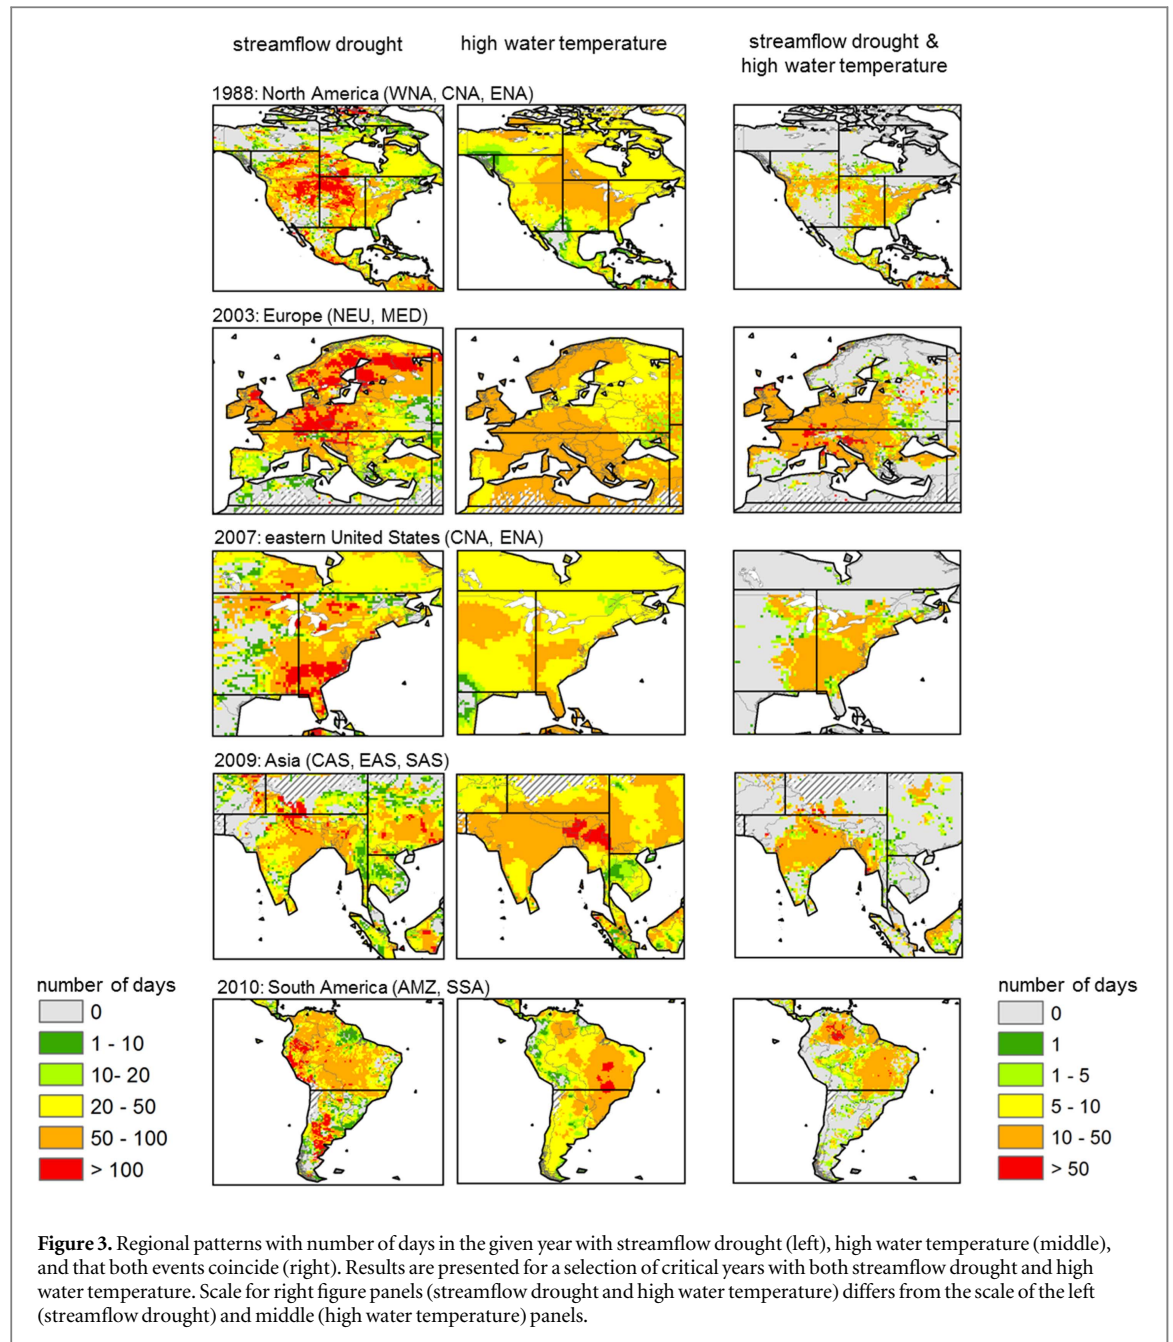 streamflow drought
high water temperature
streamflow drought &
high water temperature
1988: North America (WNA, CNA, ENA)
2003: Europe (NEU, MED)
2007: eastern United States (CNA, ENA)
2009: Asia (CAS, EAS, SAS)
2010: South America (AMZ, SSA)
number of days
0
1 - 10
10- 20
20 - 50
50 - 100
> 100
number of days
0
1
1 - 5
5 - 10
10 - 50
> 50
Figure 3. Regional patterns with number of days in the given year with streamflow drought (left), high water temperature (middle),
and that both events coincide (right). Results are presented for a selection of critical years with both streamflow drought and high
water temperature. Scale for right figure panels (streamflow drought and high water temperature) differs from the scale of the left
(streamflow drought) and middle (high water temperature) panels.